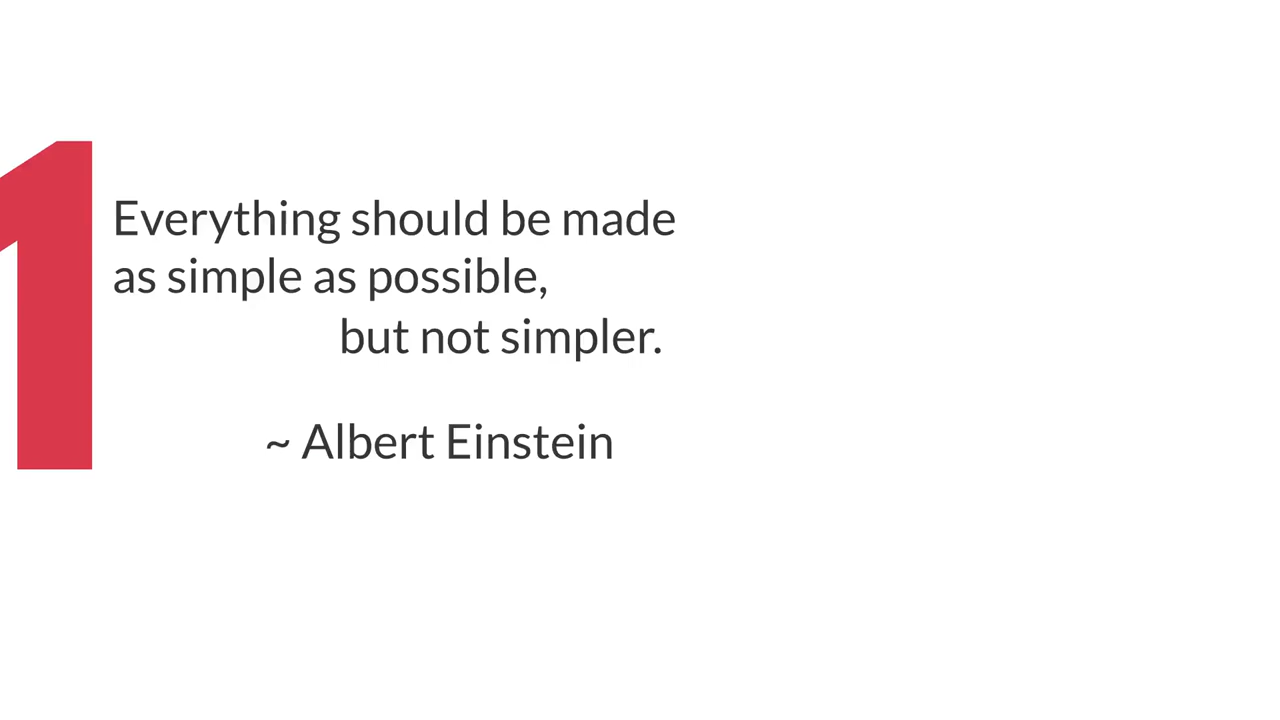 1
Everything should be made
as simple as possible,
but not simpler.
~ Albert Einstein